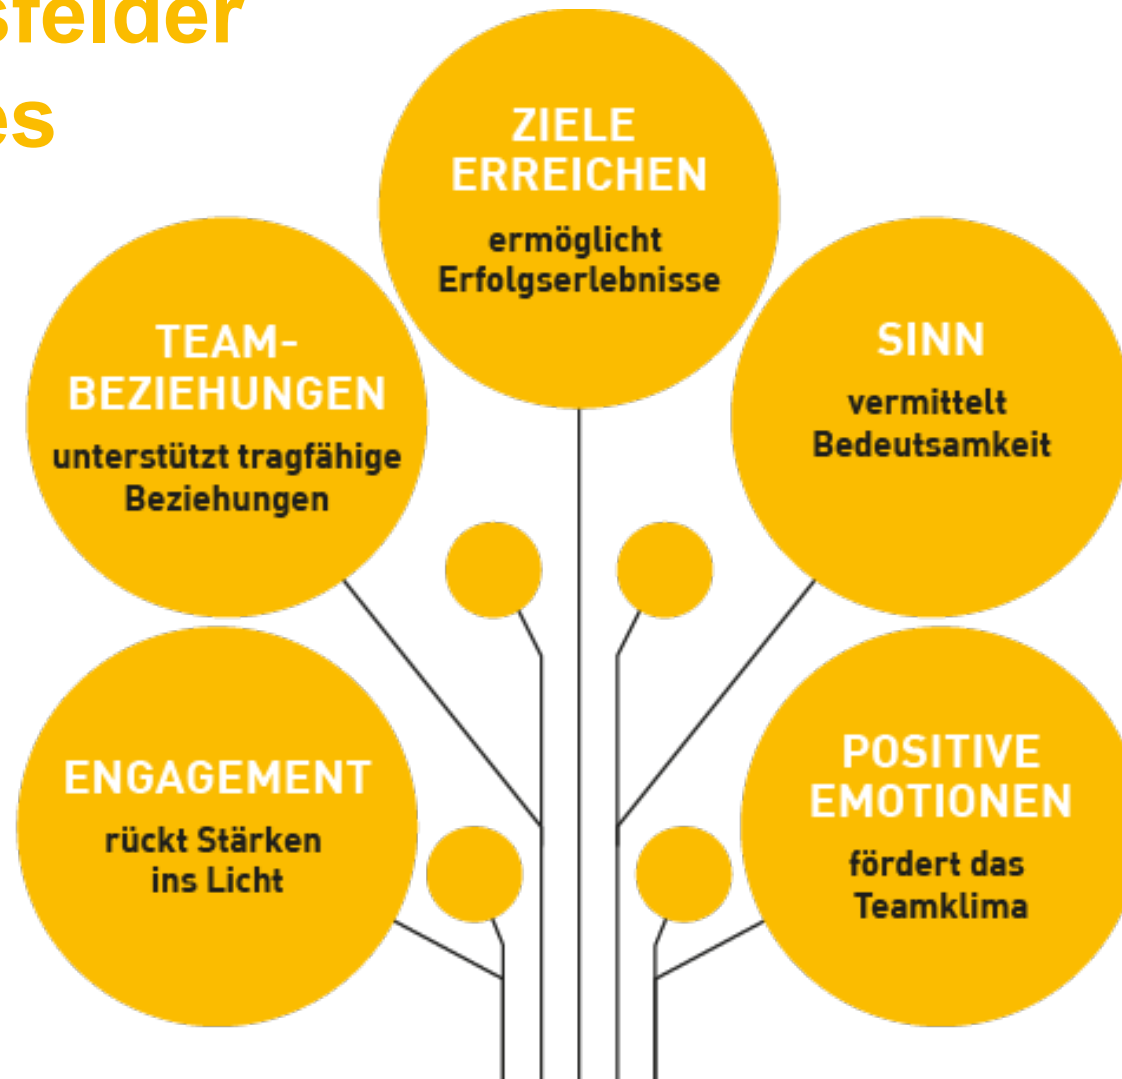 sfelder
es
ZIELE
ERREICHEN
ermöglicht
Erfolgserlebnisse
TEAM-
BEZIEHUNGEN
unterstützt tragfähige
Beziehungen
SINN
vermittelt
Bedeutsamkeit
ENGAGEMENT
rückt Stärken
ins Licht
POSITIVE
EMOTIONEN
fördert das
Teamklima